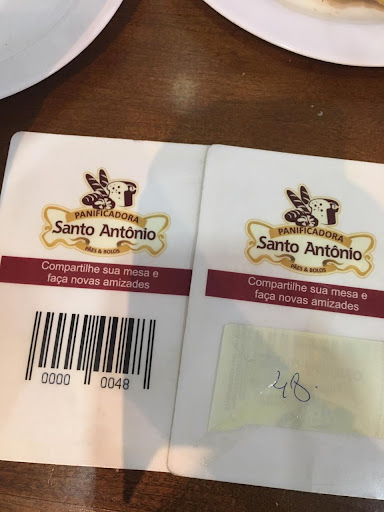 PANIFICADORA
Santo Antônio
PÃES & BOLOS
Compartilhe sua mesa e
faça novas amizades
0000 0048
PANIFICADORA
Santo Antônio
PÃES & BOLOS
Compartilhe sua mesa e
faça novas amizades
48.